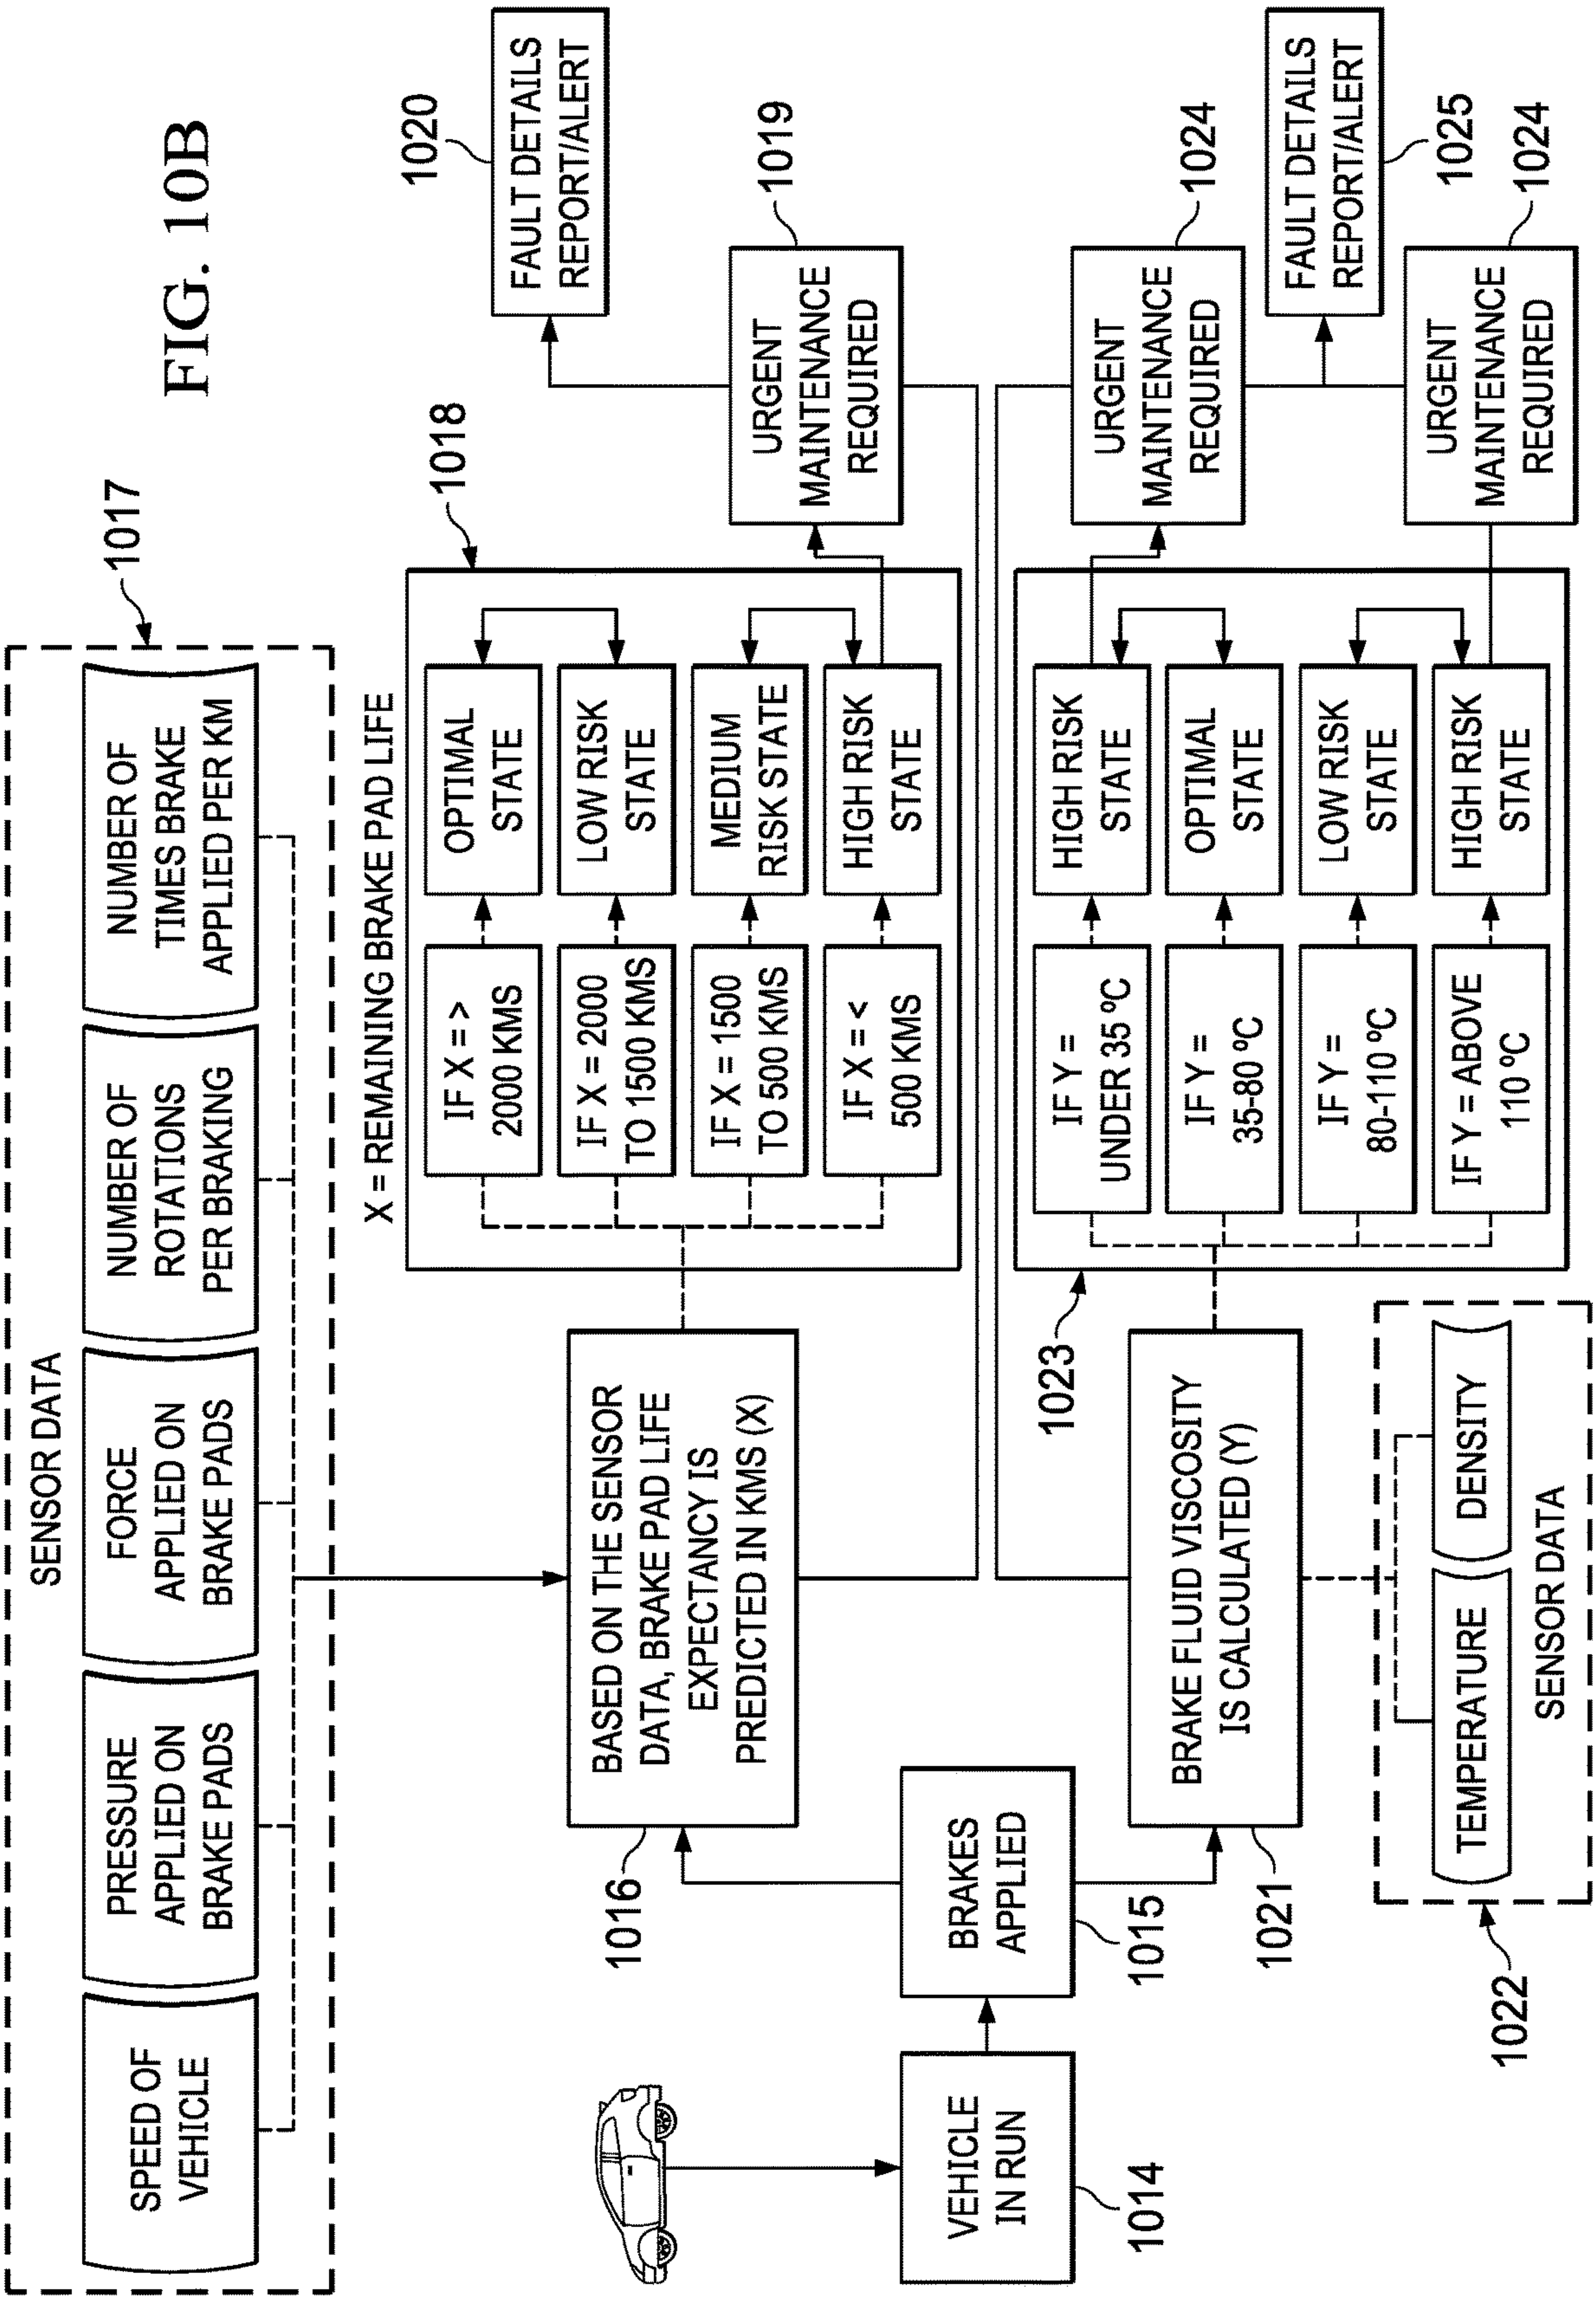 FIG. 10B
SENSOR DATA
1017
SPEED OF
VEHICLE
PRESSURE
APPLIED ON
BRAKE PADS
FORCE
APPLIED ON
BRAKE PADS
NUMBER OF
ROTATIONS
PER BRAKING
NUMBER OF
TIMES BRAKE
APPLIED PER KM
X = REMAINING BRAKE PAD LIFE
1018
IF X = >
2000 KMS
OPTIMAL
STATE
IF X = 2000
TO 1500 KMS
LOW RISK
STATE
IF X = 1500
TO 500 KMS
MEDIUM
RISK STATE
IF X = <
500 KMS
HIGH RISK
STATE
1020
FAULT DETAILS
REPORT/ALERT
1019
URGENT
MAINTENANCE
REQUIRED
BASED ON THE SENSOR
DATA, BRAKE PAD LIFE
EXPECTANCY IS
PREDICTED IN KMS (X)
1016
VEHICLE
IN RUN
1014
BRAKES
APPLIED
1015
BRAKE FLUID VISCOSITY
IS CALCULATED (Y)
1021
1023
IF Y =
UNDER 35 ºC
HIGH RISK
STATE
IF Y =
35-80 ºC
OPTIMAL
STATE
IF Y =
80-110 ºC
LOW RISK
STATE
IF Y = ABOVE
110 ºC
HIGH RISK
STATE
URGENT
MAINTENANCE
REQUIRED
1024
FAULT DETAILS
REPORT/ALERT
1025
URGENT
MAINTENANCE
REQUIRED
1024
TEMPERATURE
DENSITY
SENSOR DATA
1022